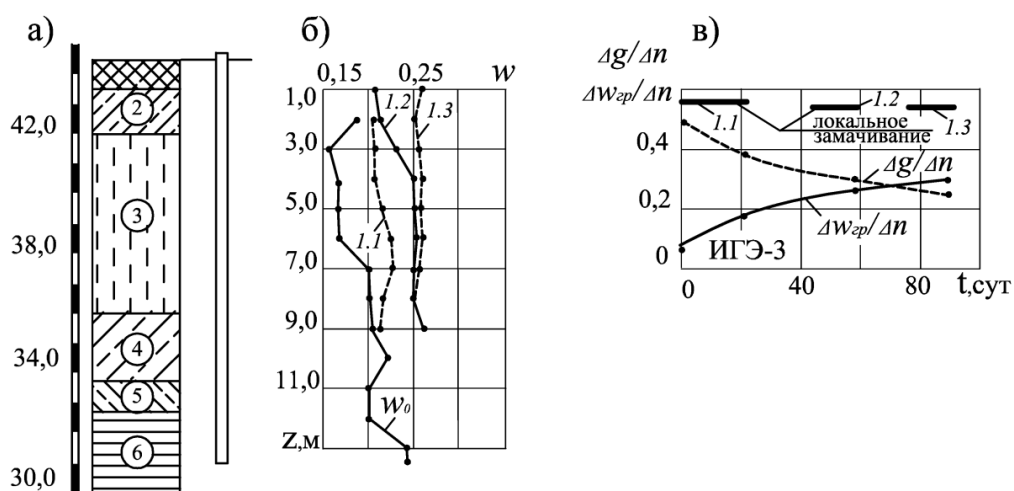 а)
42,0
38,0
34,0
30,0
2
3
4
5
6
б)
0,15 0,25 w
1,0
3,0
5,0
7,0
9,0
11,0
z,м
1.2
1.3
1.1
w₀
в)
Δg/Δn
Δwгр/Δn
0,4
0,2
0
1.1
1.2
1.3
локальное
замачивание
Δg/Δn
Δwгр/Δn
ИГЭ-3
0 40 80 t,сут